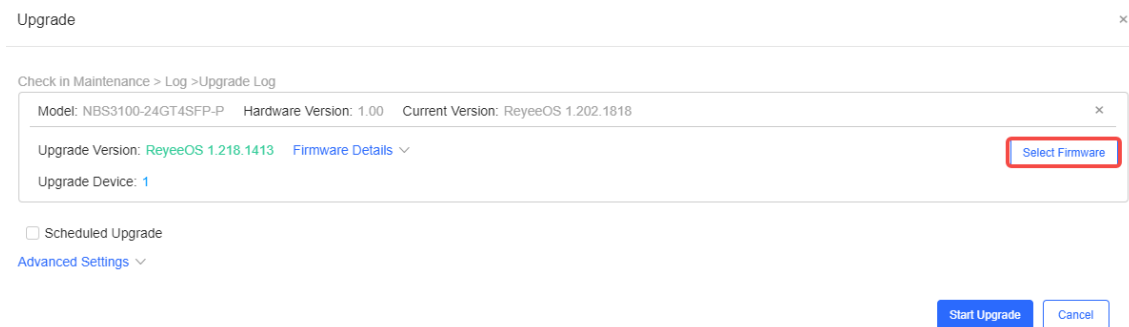 Upgrade
Check in Maintenance > Log >Upgrade Log
Model: NBS3100-24GT4SFP-P Hardware Version: 1.00 Current Version: ReyeeOS 1.202.1818
Upgrade Version: ReyeeOS 1.218.1413 Firmware Details
Select Firmware
Upgrade Device: 1
Scheduled Upgrade
Advanced Settings
Start Upgrade Cancel